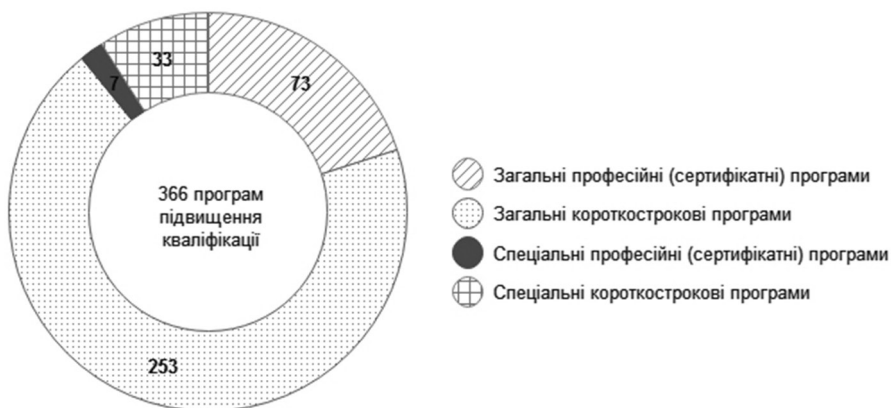 33
73
7
366 програм
підвищення
кваліфікації
253
Загальні професійні (сертифікатні) програми
Загальні короткострокові програми
Спеціальні професійні (сертифікатні) програми
Спеціальні короткострокові програми